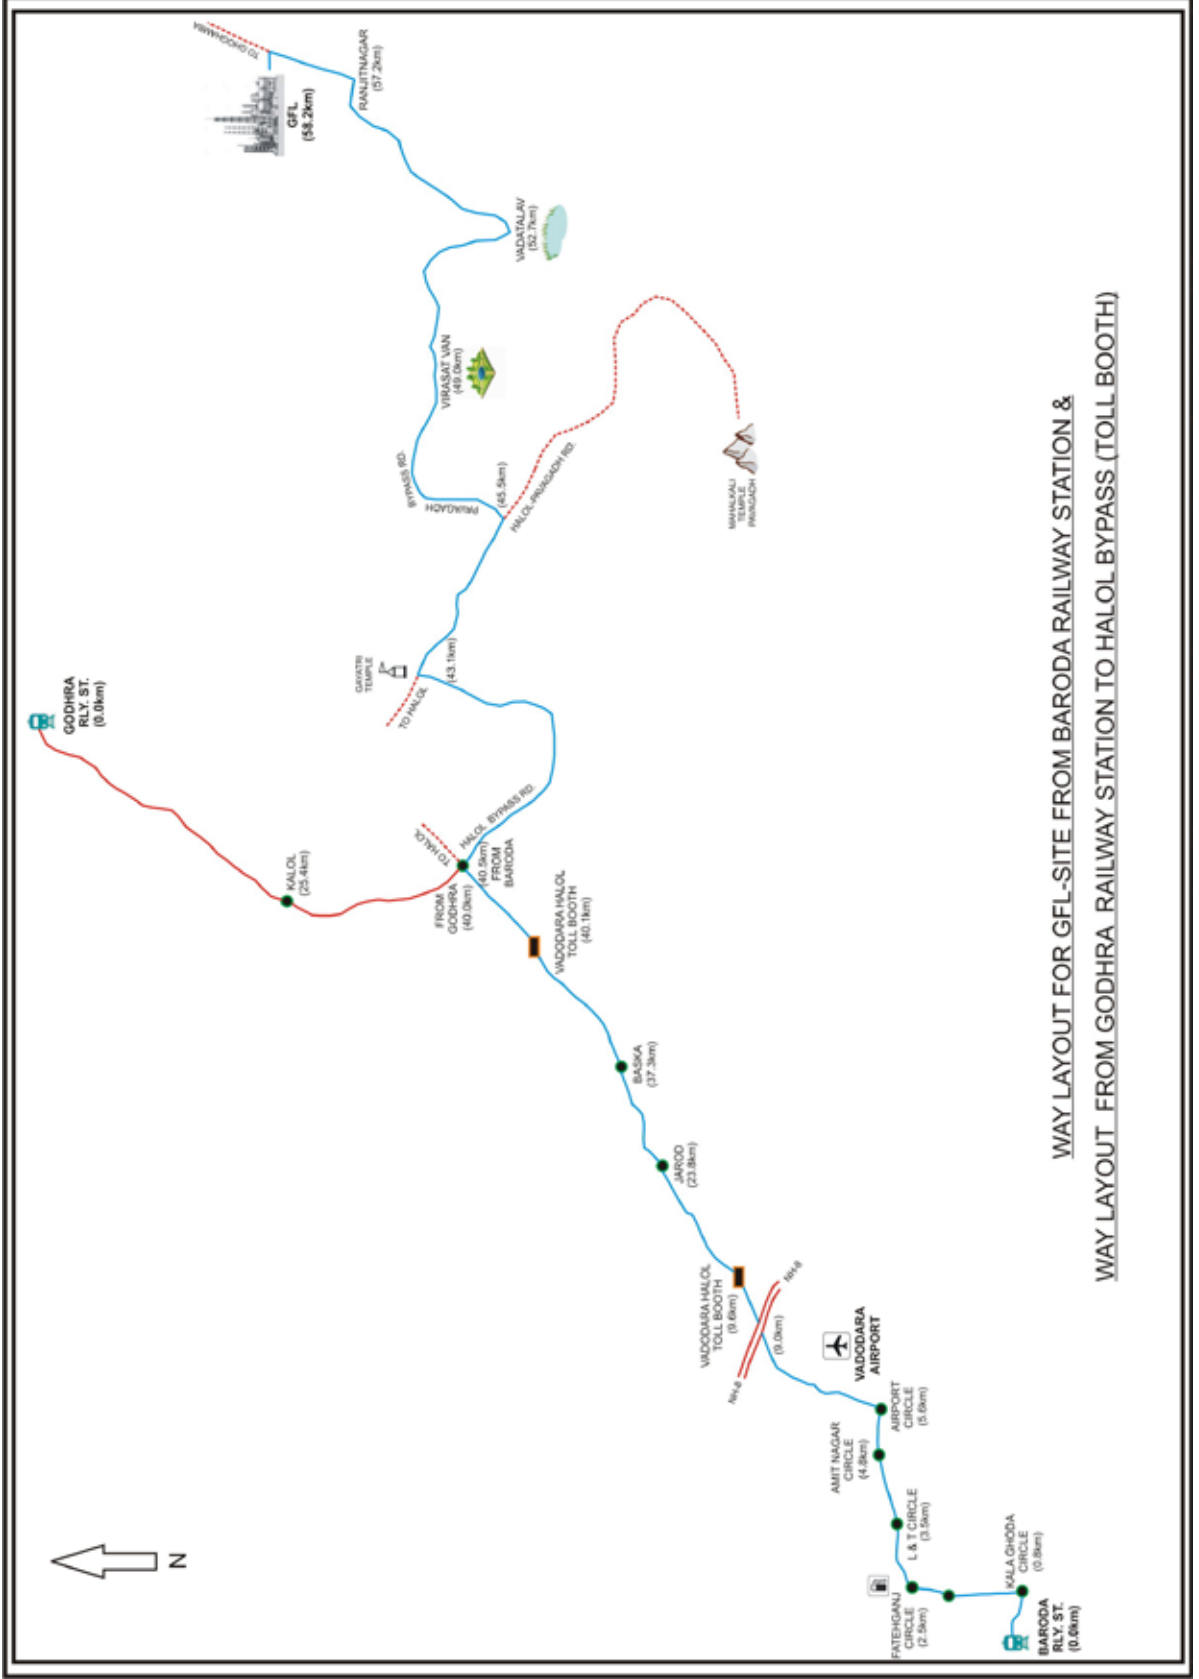 TO GHOGHAMBA
GFL
(58.2km)
RANJITNAGAR
(57.2km)
VADATALAV
(52.7km)
VIRASAT VAN
(49.0km)
BYPASS RD.
PAVAGADH
(45.5km)
HALOL-PAVAGADH RD.
MAHALKALI
TEMPLE
PAVAGADH
GAYATRI
TEMPLE
TO HALOL
(43.1km)
GODHRA
RLY. ST.
(0.0km)
KALOL
(25.4km)
TO HALOL
HALOL BYPASS RD.
FROM
GODHRA
(40.0km)
(40.5km)
FROM
BARODA
VADODARA HALOL
TOLL BOOTH
(40.1km)
BASKA
(37.3km)
JAROD
(23.8km)
VADODARA HALOL
TOLL BOOTH
(9.6km)
NH-8
NH-8
(9.0km)
VADODARA
AIRPORT
AIRPORT
CIRCLE
(5.6km)
AMIT NAGAR
CIRCLE
(4.8km)
L & T CIRCLE
(3.5km)
FATEHGANJ
CIRCLE
(2.5km)
KALA GHODA
CIRCLE
(0.8km)
BARODA
RLY. ST.
(0.0km)
N
WAY LAYOUT FOR GFL-SITE FROM BARODA RAILWAY STATION &
WAY LAYOUT FROM GODHRA RAILWAY STATION TO HALOL BYPASS (TOLL BOOTH)